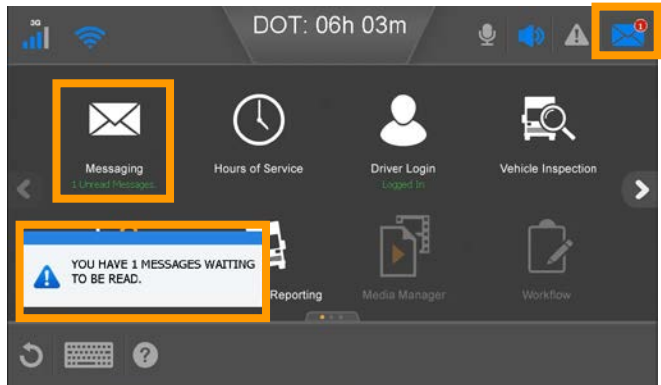 3G
DOT: 06h 03m
1
Messaging
1 Unread Messages.
Hours of Service
Driver Login
Logged In
Vehicle Inspection
YOU HAVE 1 MESSAGES WAITING
TO BE READ.
Reporting
Media Manager
Workflow
?